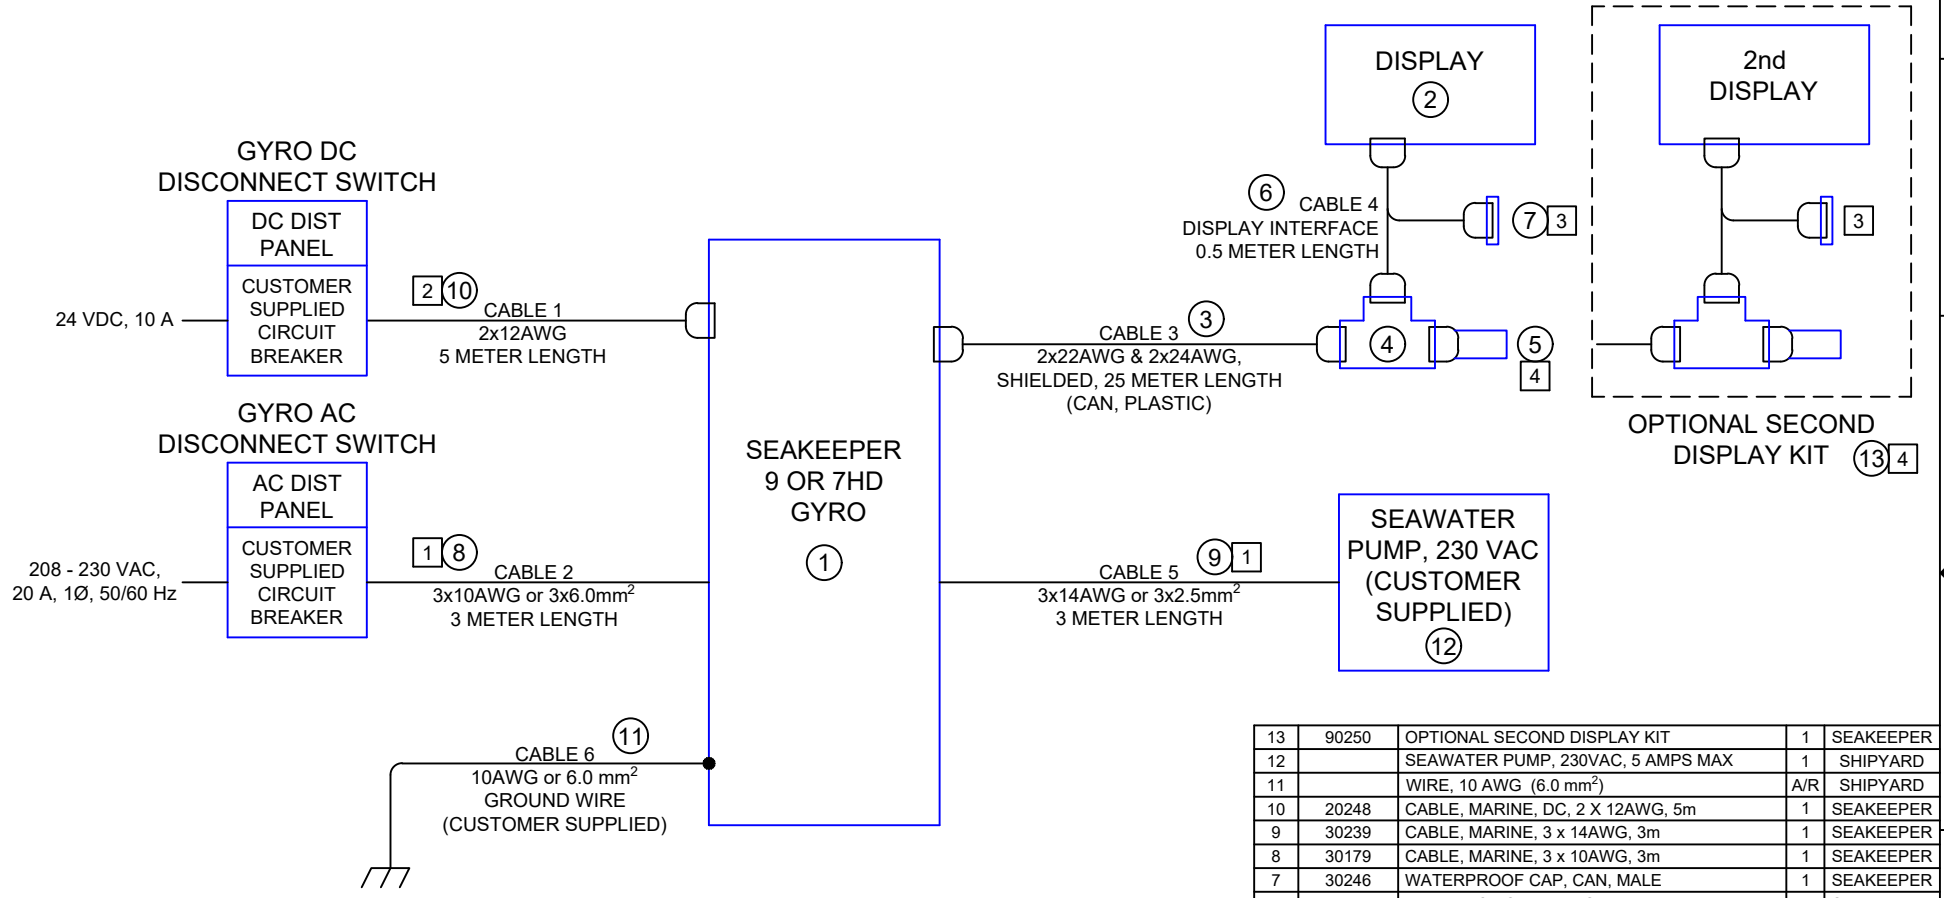 GYRO DC
DISCONNECT SWITCH
DC DIST
PANEL
CUSTOMER
SUPPLIED
CIRCUIT
BREAKER
24 VDC, 10 A
2 10
CABLE 1
2x12AWG
5 METER LENGTH
GYRO AC
DISCONNECT SWITCH
AC DIST
PANEL
CUSTOMER
SUPPLIED
CIRCUIT
BREAKER
208 - 230 VAC,
20 A, 1Ø, 50/60 Hz
1 8
CABLE 2
3x10AWG or 3x6.0mm²
3 METER LENGTH
11
CABLE 6
10AWG or 6.0 mm²
GROUND WIRE
(CUSTOMER SUPPLIED)
SEAKEEPER
9 OR 7HD
GYRO
1
DISPLAY
2
6
CABLE 4
DISPLAY INTERFACE
0.5 METER LENGTH
7 3
CABLE 3 3
2x22AWG & 2x24AWG,
SHIELDED, 25 METER LENGTH
(CAN, PLASTIC)
4
5
4
2nd
DISPLAY
3
OPTIONAL SECOND
DISPLAY KIT 13 4
9 1
CABLE 5
3x14AWG or 3x2.5mm²
3 METER LENGTH
SEAWATER
PUMP, 230 VAC
(CUSTOMER
SUPPLIED)
12
13 90250 OPTIONAL SECOND DISPLAY KIT 1 SEAKEEPER
12 SEAWATER PUMP, 230VAC, 5 AMPS MAX 1 SHIPYARD
11 WIRE, 10 AWG (6.0 mm²) A/R SHIPYARD
10 20248 CABLE, MARINE, DC, 2 X 12AWG, 5m 1 SEAKEEPER
9 30239 CABLE, MARINE, 3 x 14AWG, 3m 1 SEAKEEPER
8 30179 CABLE, MARINE, 3 x 10AWG, 3m 1 SEAKEEPER
7 30246 WATERPROOF CAP, CAN, MALE 1 SEAKEEPER